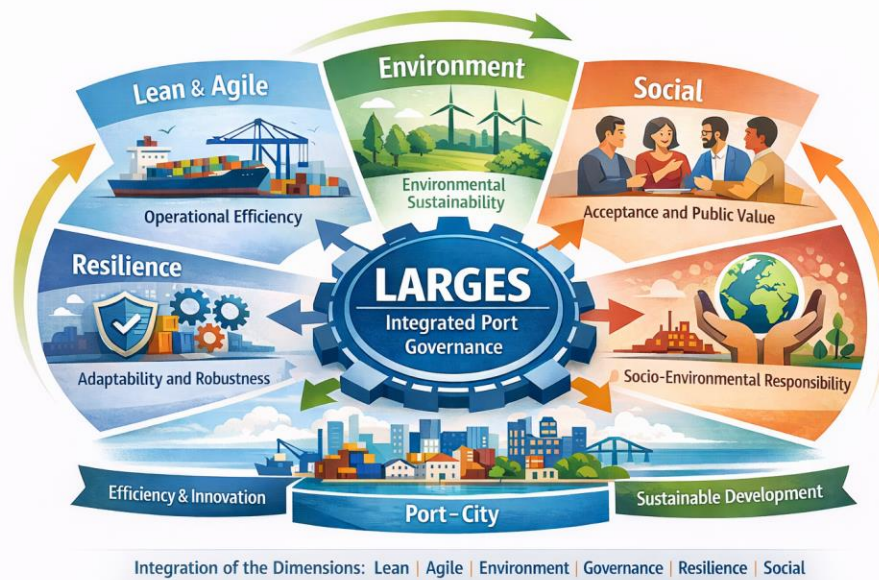 Lean & Agile
Operational Efficiency
Environment
Environmental
Sustainability
Social
Acceptance and Public Value
Resilience
Adaptability and Robustness
LARGES
Integrated Port
Governance
Socio-Environmental Responsibility
Efficiency & Innovation
Port-City
Sustainable Development
Integration of the Dimensions: Lean | Agile | Environment | Governance | Resilience | Social